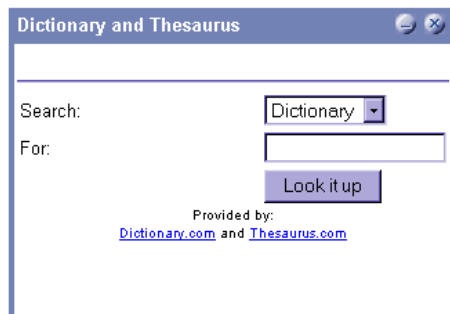 Dictionary and Thesaurus
Search: Dictionary
For:
Look it up
Provided by:
Dictionary.com and Thesaurus.com